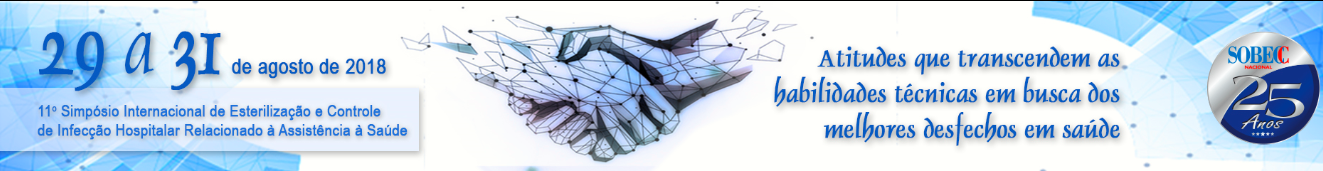 29 a 31 de agosto de 2018
11º Simpósio Internacional de Esterilização e Controle
de Infecção Hospitalar Relacionado à Assistência à Saúde
Atitudes que transcendem as
habilidades técnicas em busca dos
melhores desfechos em saúde
SOBECC
NACIONAL
25
Anos